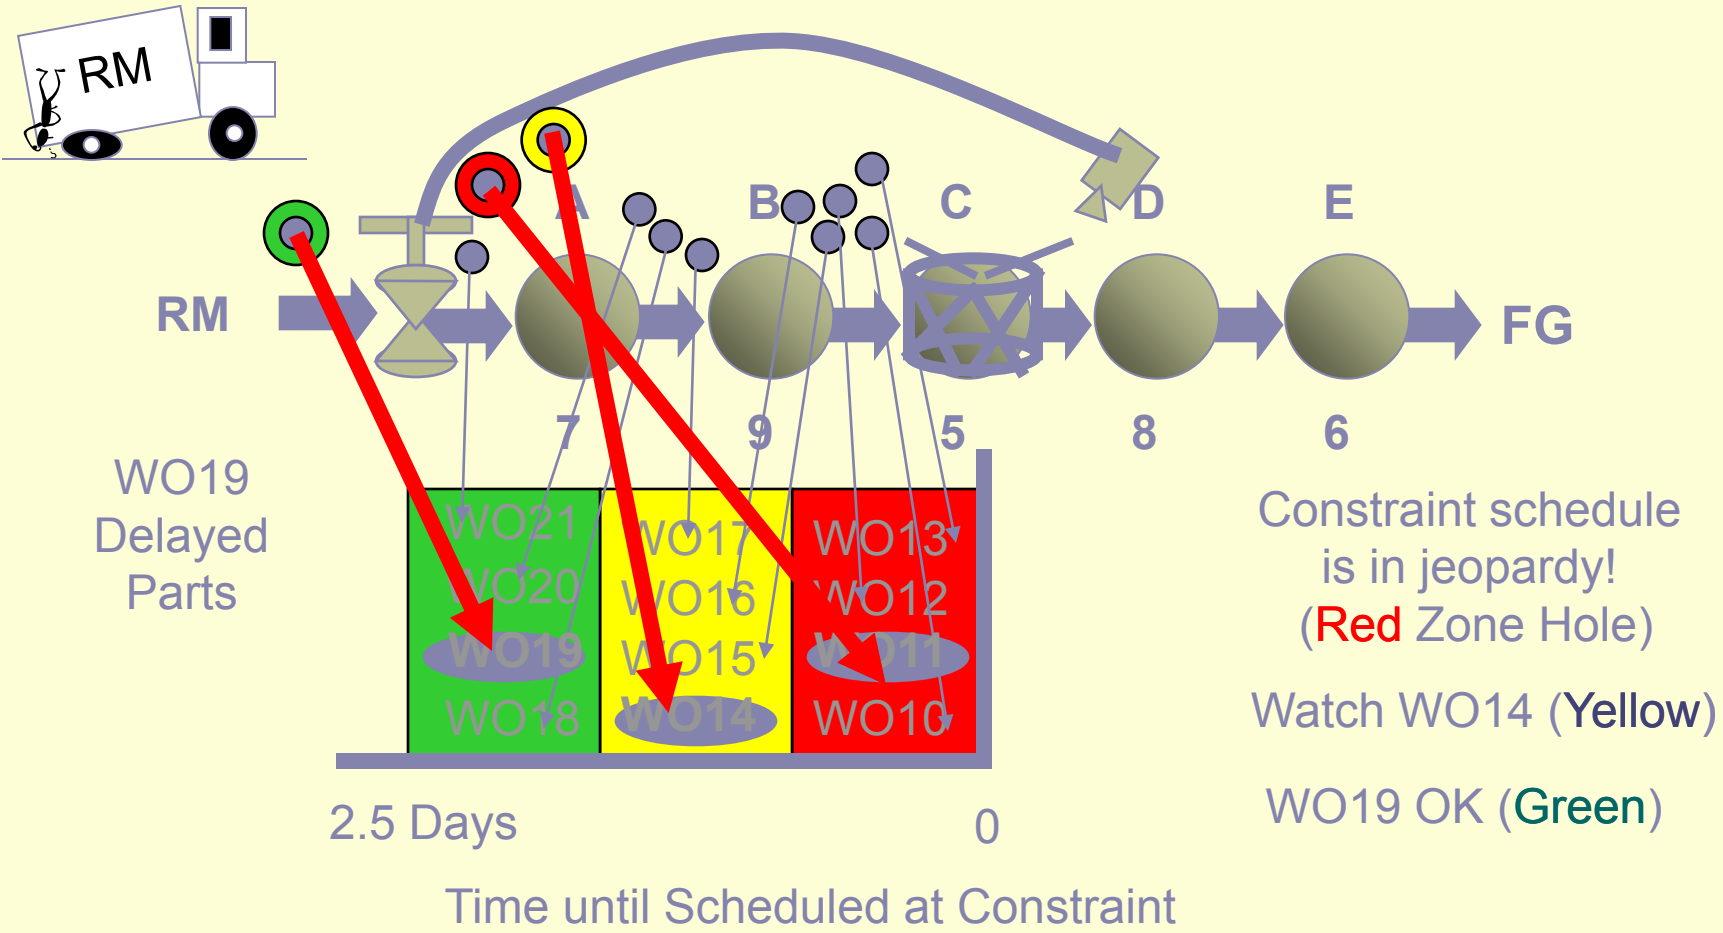 RM
A B C D E
RM
FG
7 9 5 8 6
WO19
Delayed
Parts
WO21
WO20
WO19
WO18
WO17
WO16
WO15
WO14
WO13
WO12
WO11
WO10
Constraint schedule
is in jeopardy!
(Red Zone Hole)
Watch WO14 (Yellow)
WO19 OK (Green)
2.5 Days
0
Time until Scheduled at Constraint